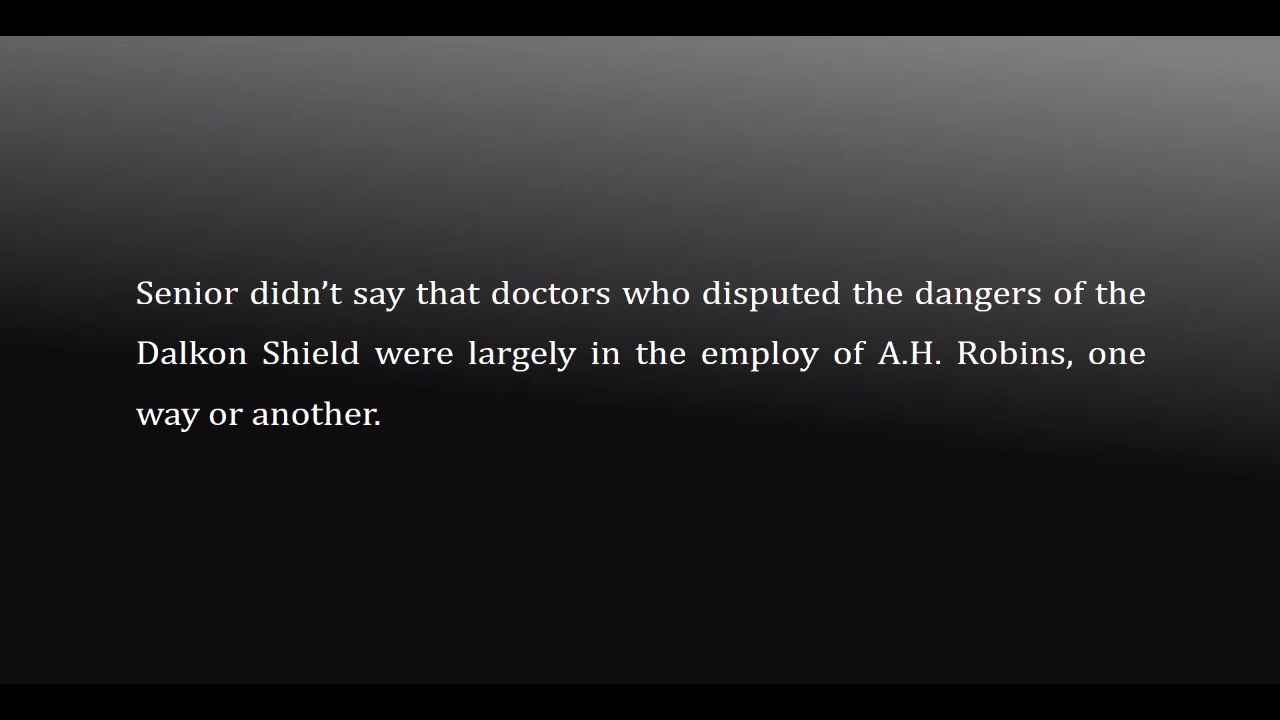 Senior didn’t say that doctors who disputed the dangers of the
Dalkon Shield were largely in the employ of A.H. Robins, one
way or another.